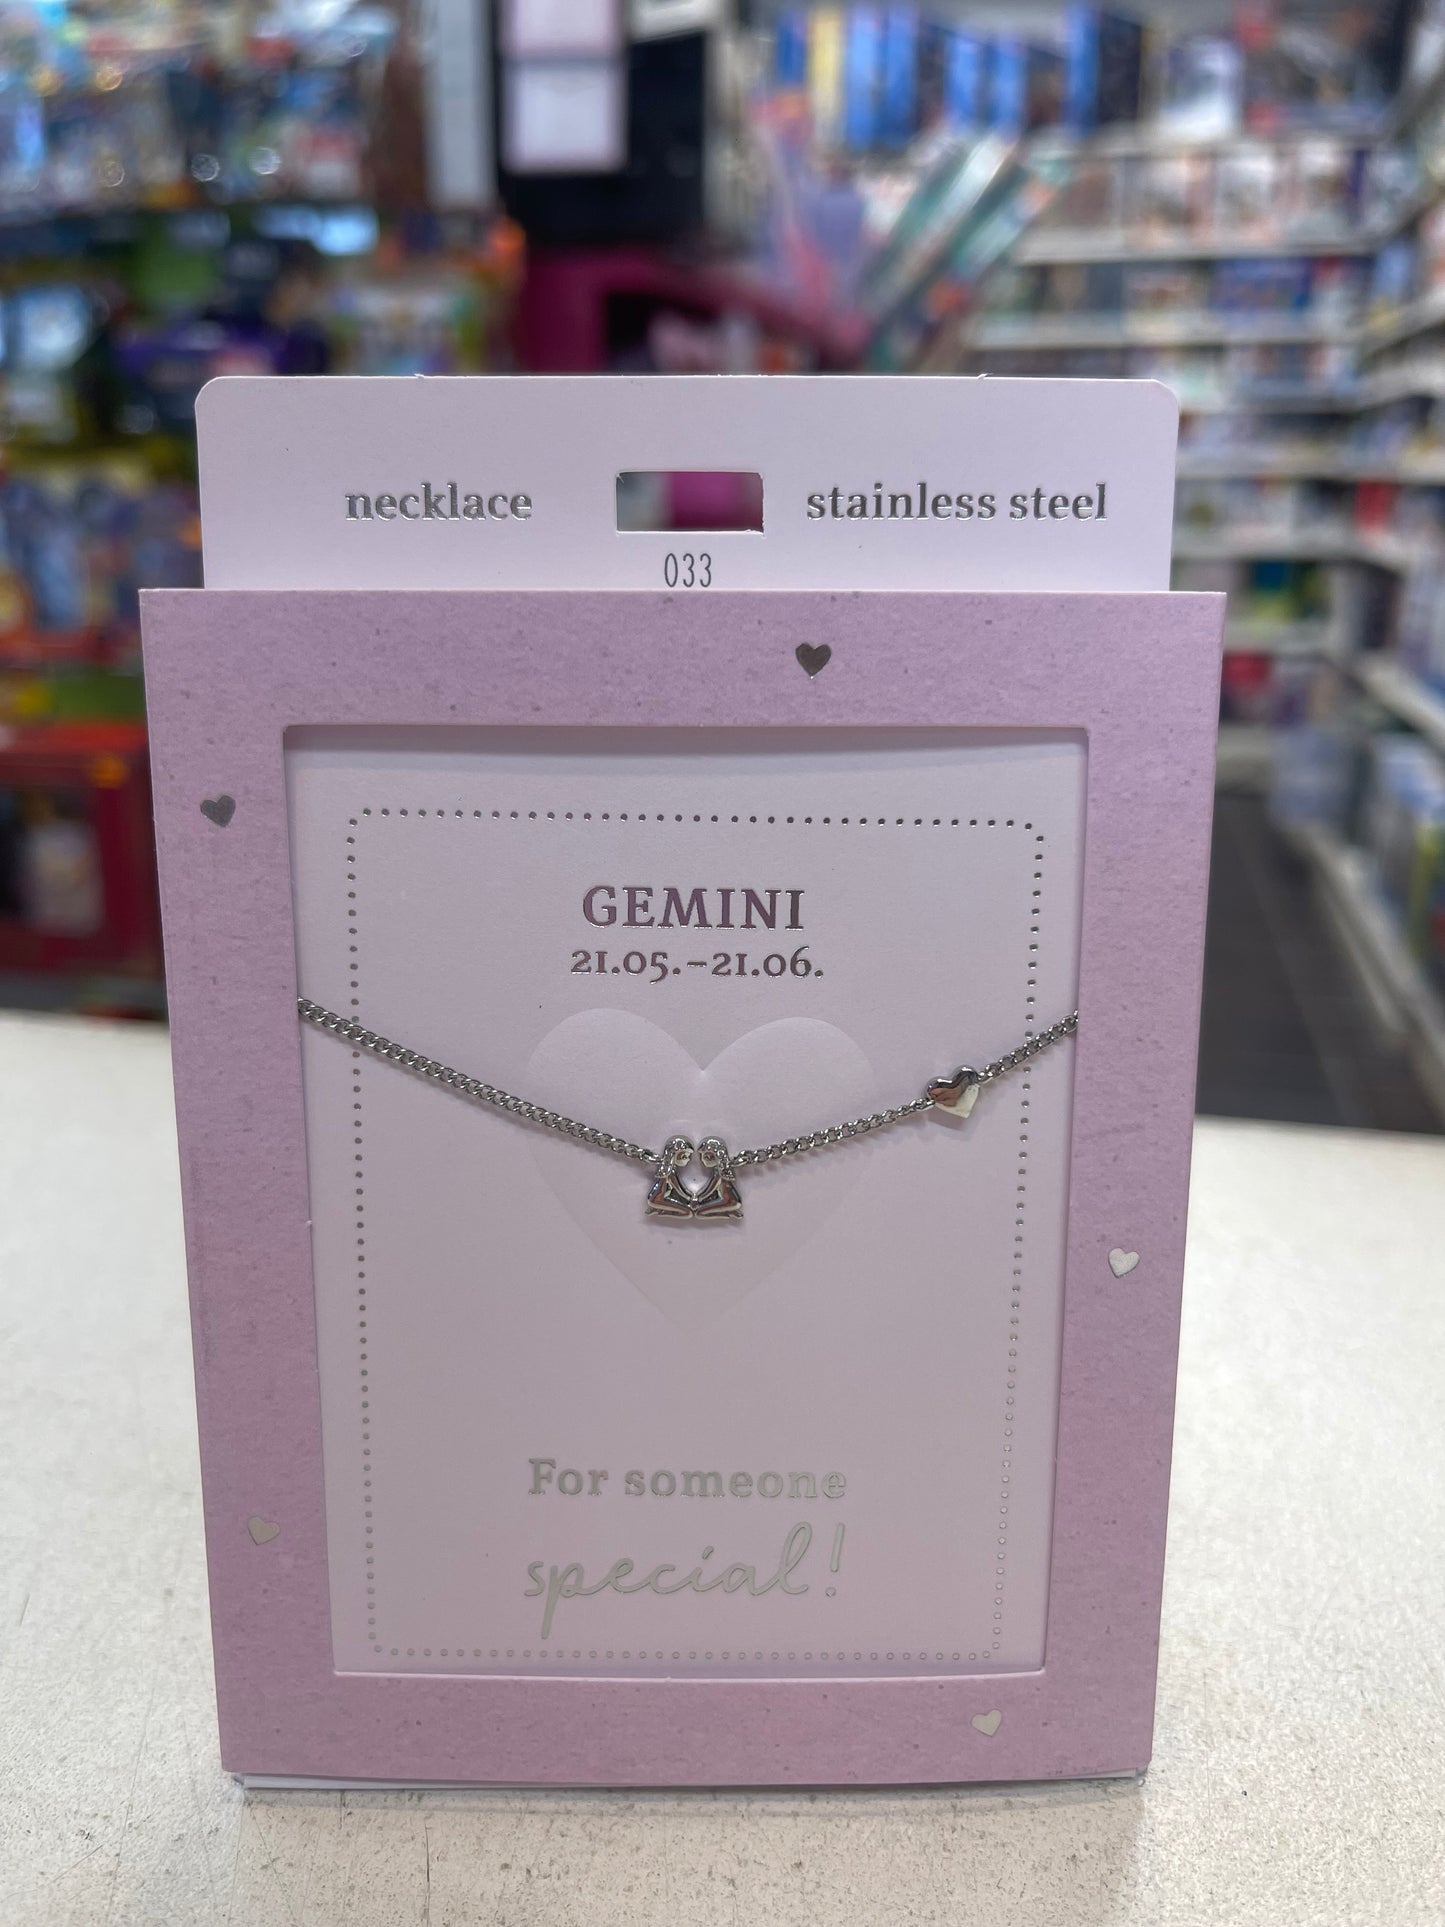 necklace stainless steel
033
GEMINI
21.05.–21.06.
For someone
special!